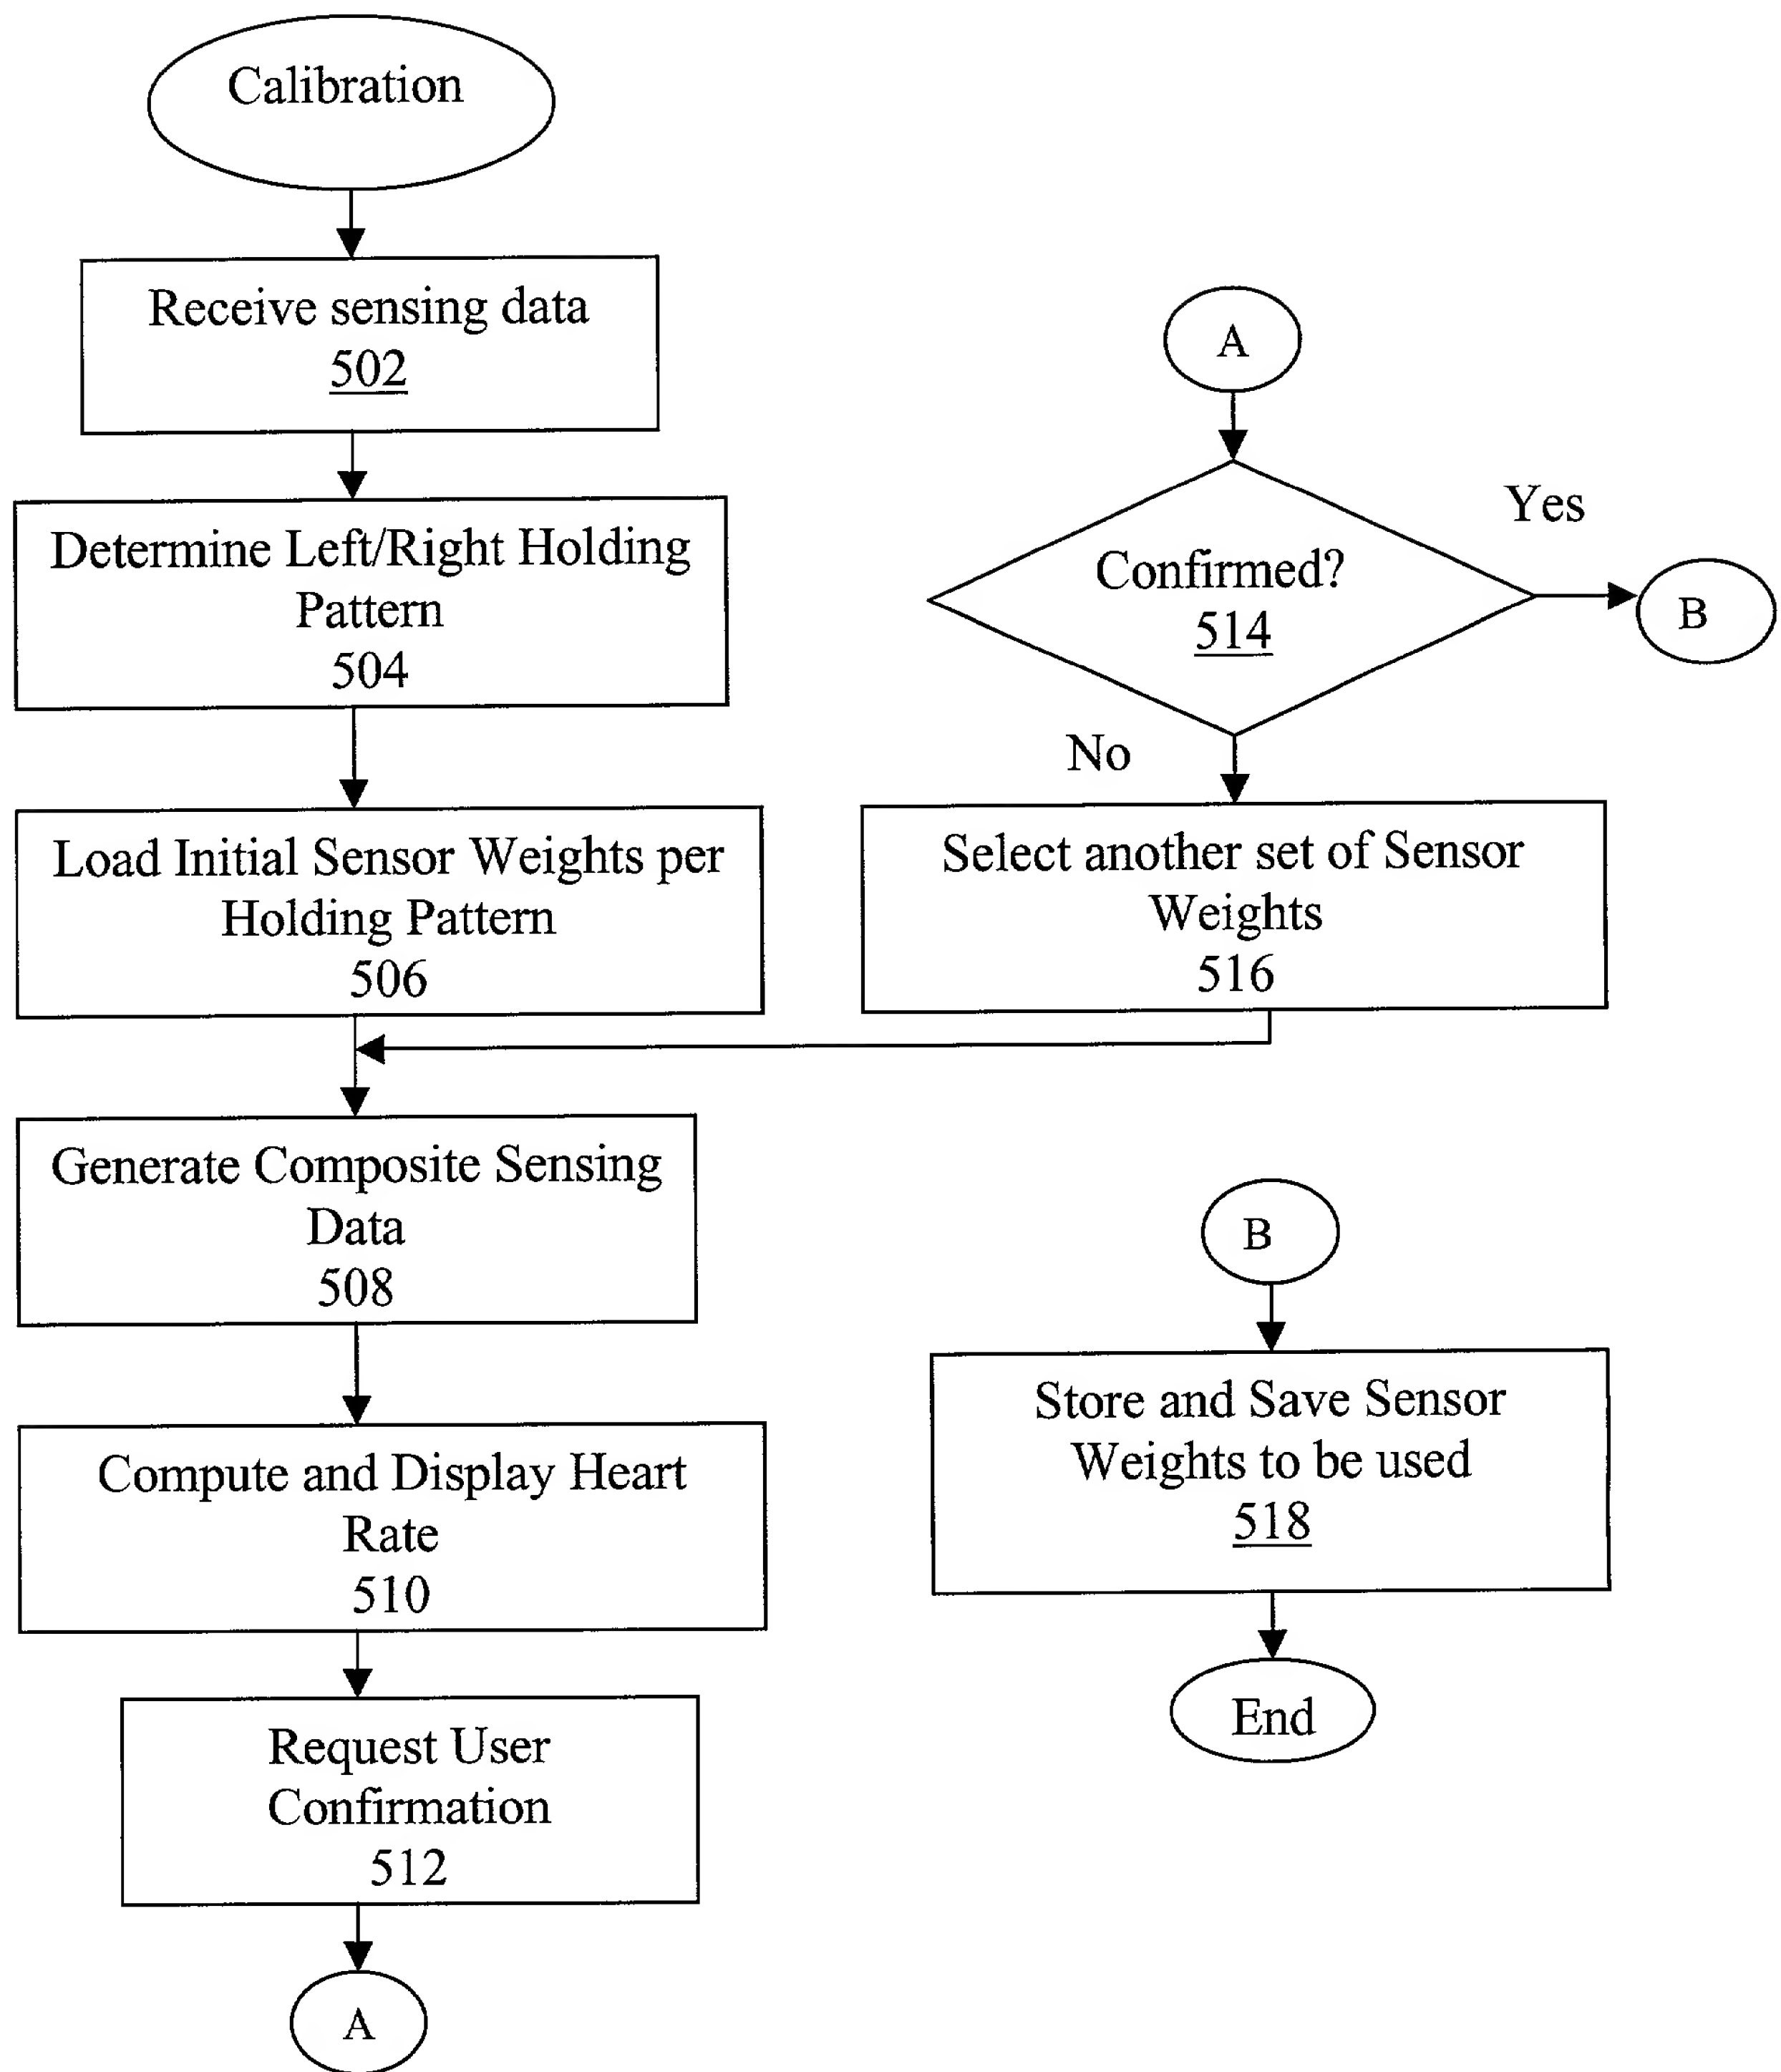 Calibration
Receive sensing data
502
Determine Left/Right Holding
Pattern
504
Load Initial Sensor Weights per
Holding Pattern
506
Generate Composite Sensing
Data
508
Compute and Display Heart
Rate
510
Request User
Confirmation
512
A
A
Confirmed?
514
Yes
B
No
Select another set of Sensor
Weights
516
B
Store and Save Sensor
Weights to be used
518
End